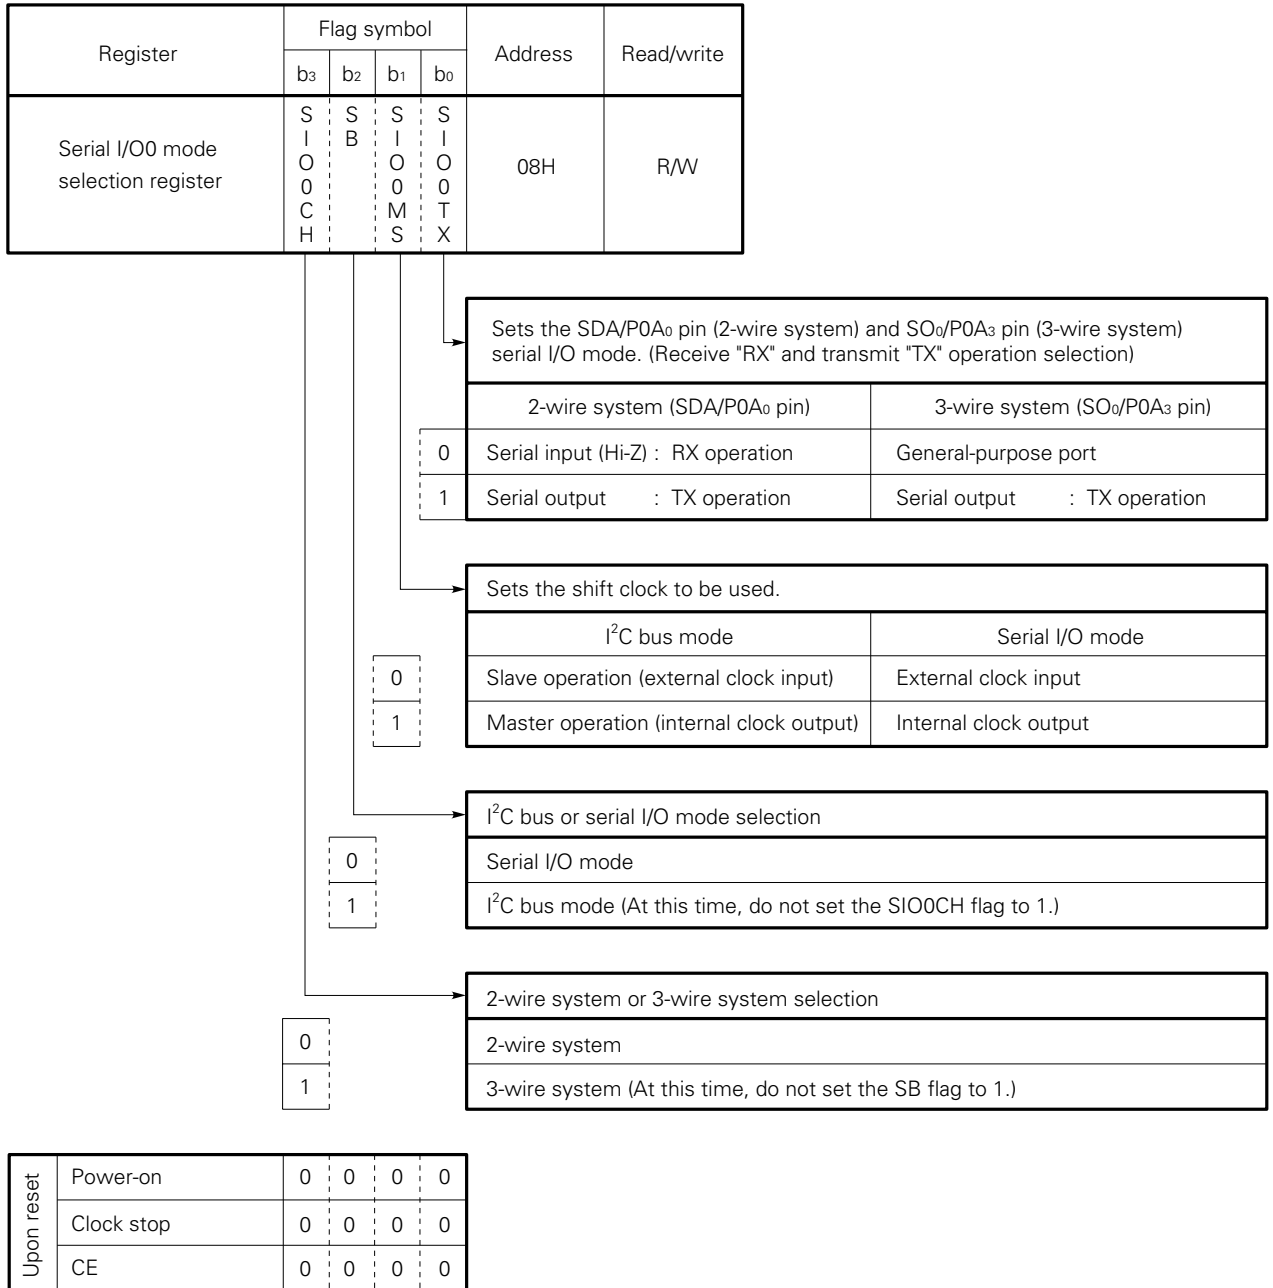 Register Flag symbol Address Read/write
b3 b2 b1 b0
Serial I/O0 mode
selection register
SIO0CH SB SIO0MS SIO0TX 08H R/W
Sets the SDA/P0A0 pin (2-wire system) and SO0/P0A3 pin (3-wire system)
serial I/O mode. (Receive "RX" and transmit "TX" operation selection)
2-wire system (SDA/P0A0 pin) 3-wire system (SO0/P0A3 pin)
0 Serial input (Hi-Z) : RX operation General-purpose port
1 Serial output : TX operation Serial output : TX operation
Sets the shift clock to be used.
I2C bus mode Serial I/O mode
0 Slave operation (external clock input) External clock input
1 Master operation (internal clock output) Internal clock output
I2C bus or serial I/O mode selection
0 Serial I/O mode
1 I2C bus mode (At this time, do not set the SIO0CH flag to 1.)
2-wire system or 3-wire system selection
0 2-wire system
1 3-wire system (At this time, do not set the SB flag to 1.)
Upon reset
Power-on 0 0 0 0
Clock stop 0 0 0 0
CE 0 0 0 0